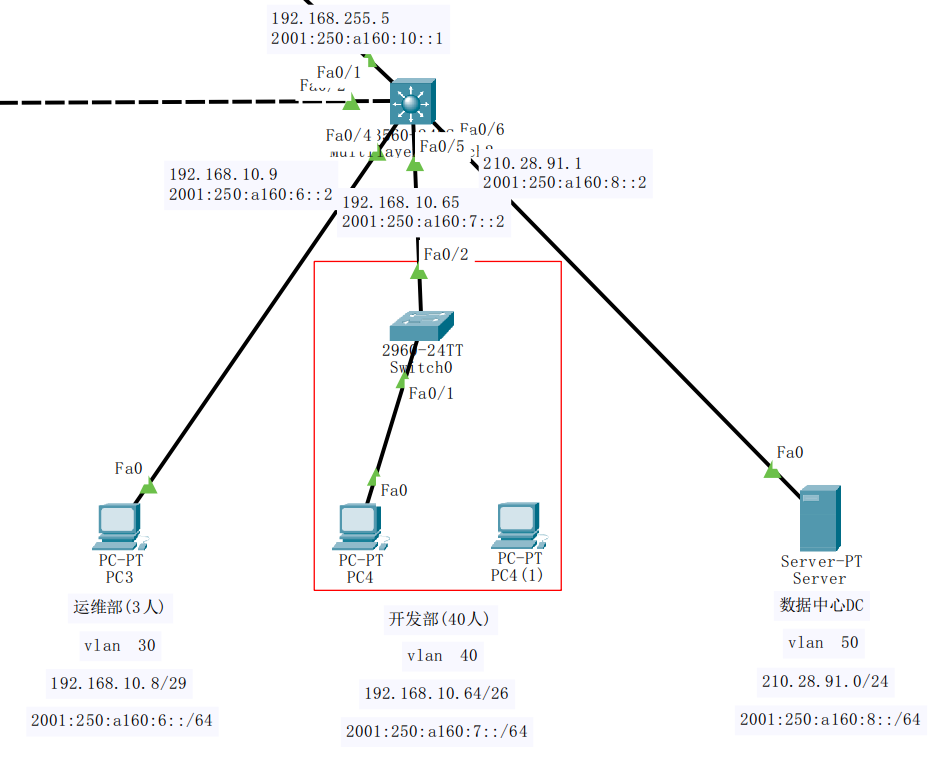 192.168.255.5
2001:250:a160:10::1
Fa0/1
Fa0/2
Fa0/4
Fa0/5
Fa0/6
192.168.10.9
2001:250:a160:6::2
192.168.10.65
2001:250:a160:7::2
210.28.91.1
2001:250:a160:8::2
Fa0/2
2960-24TT
Switch0
Fa0/1
Fa0
Fa0
Fa0
PC-PT
PC3
PC-PT
PC4
PC-PT
PC4(1)
Server-PT
Server
运维部(3人)
vlan 30
192.168.10.8/29
2001:250:a160:6::/64
开发部(40人)
vlan 40
192.168.10.64/26
2001:250:a160:7::/64
数据中心DC
vlan 50
210.28.91.0/24
2001:250:a160:8::/64